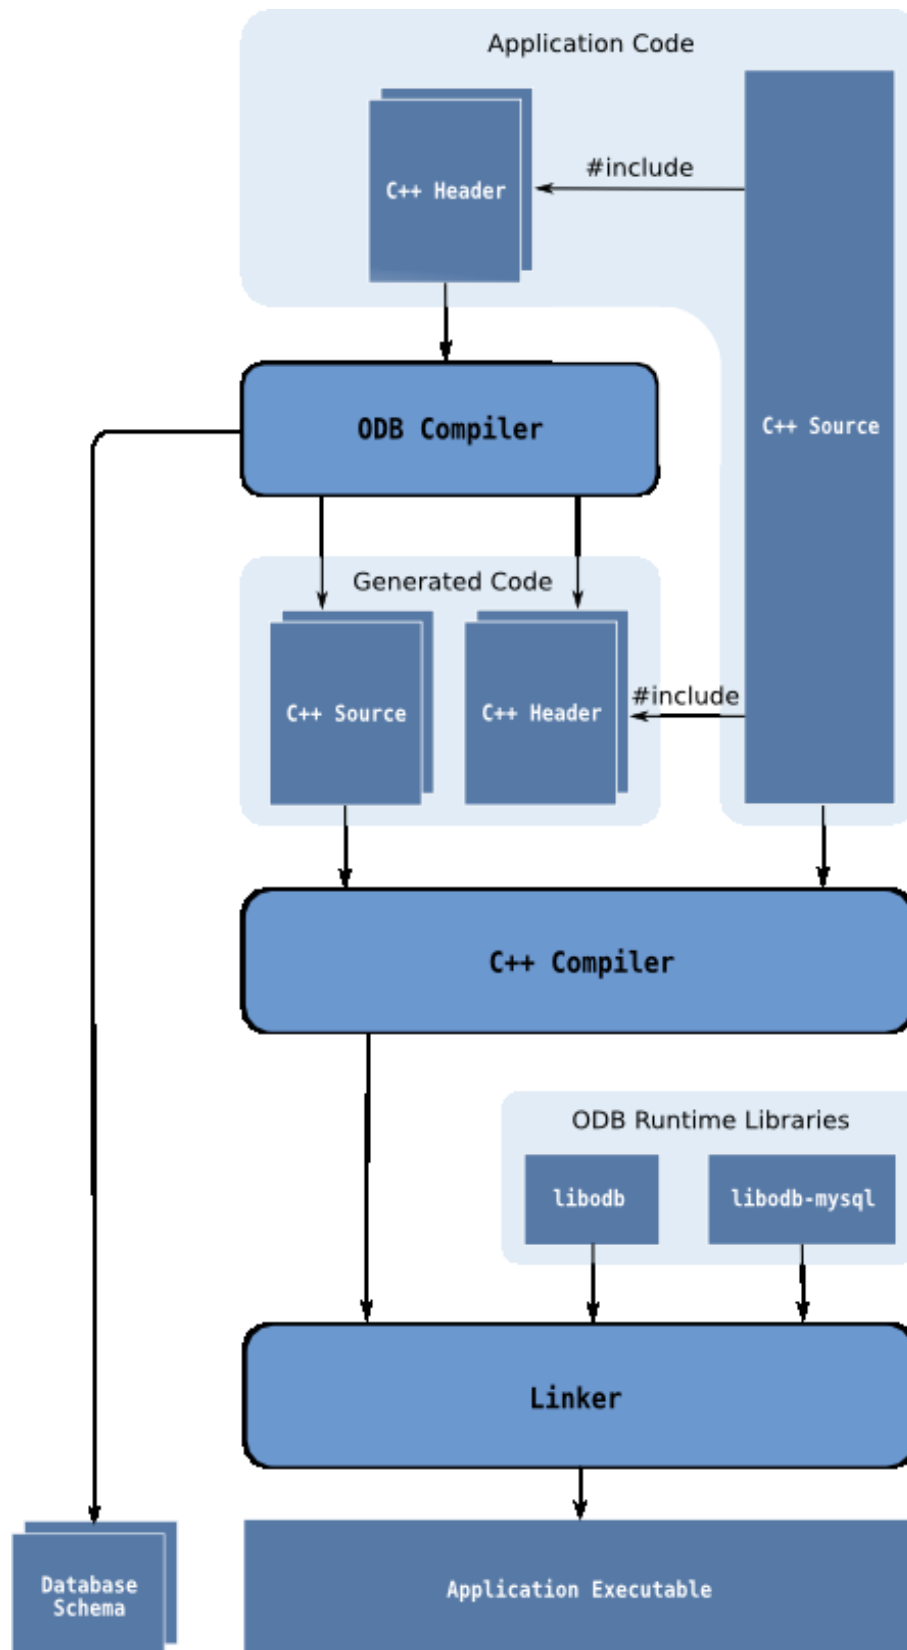 Application Code
#include
C++ Header
C++ Source
ODB Compiler
Generated Code
C++ Source
C++ Header
#include
C++ Compiler
ODB Runtime Libraries
libodb
libodb-mysql
Linker
Database
Schema
Application Executable